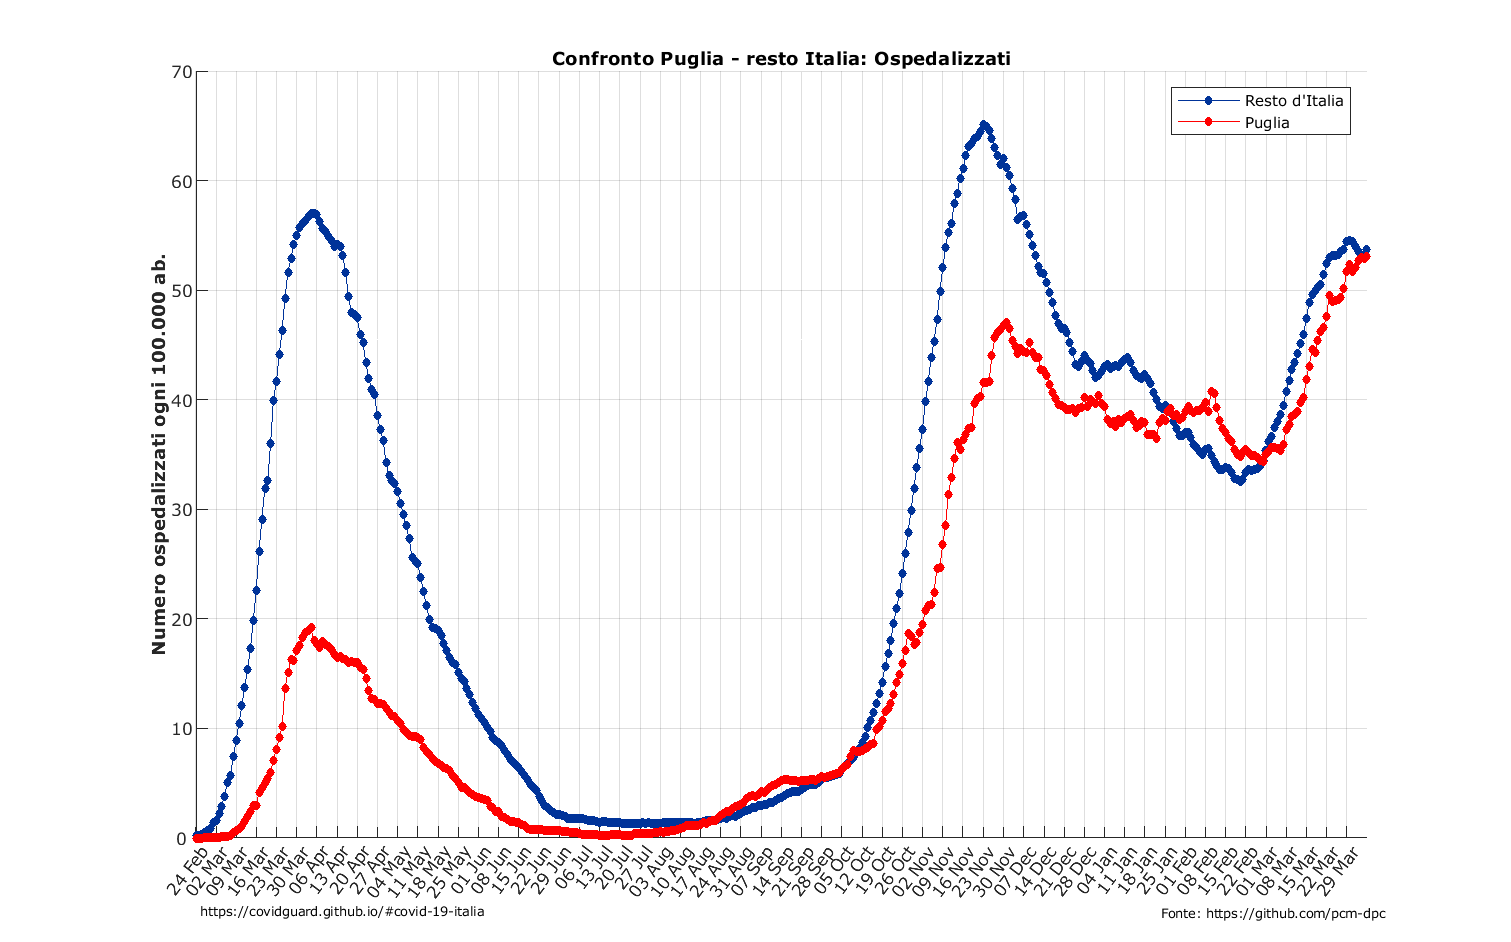 Confronto Puglia - resto Italia: Ospedalizzati
Resto d'Italia
Puglia
Numero ospedalizzati ogni 100.000 ab.
70
60
50
40
30
20
10
0
24 Feb
02 Mar
09 Mar
16 Mar
23 Mar
30 Mar
06 Apr
13 Apr
20 Apr
27 Apr
04 May
11 May
18 May
25 May
01 Jun
08 Jun
15 Jun
22 Jun
29 Jun
06 Jul
13 Jul
20 Jul
27 Jul
03 Aug
10 Aug
17 Aug
24 Aug
31 Aug
07 Sep
14 Sep
21 Sep
28 Sep
05 Oct
12 Oct
19 Oct
26 Oct
02 Nov
09 Nov
16 Nov
23 Nov
30 Nov
07 Dec
14 Dec
21 Dec
28 Dec
04 Jan
11 Jan
18 Jan
25 Jan
01 Feb
08 Feb
15 Feb
22 Feb
01 Mar
08 Mar
15 Mar
22 Mar
29 Mar
https://covidguard.github.io/#covid-19-italia
Fonte: https://github.com/pcm-dpc